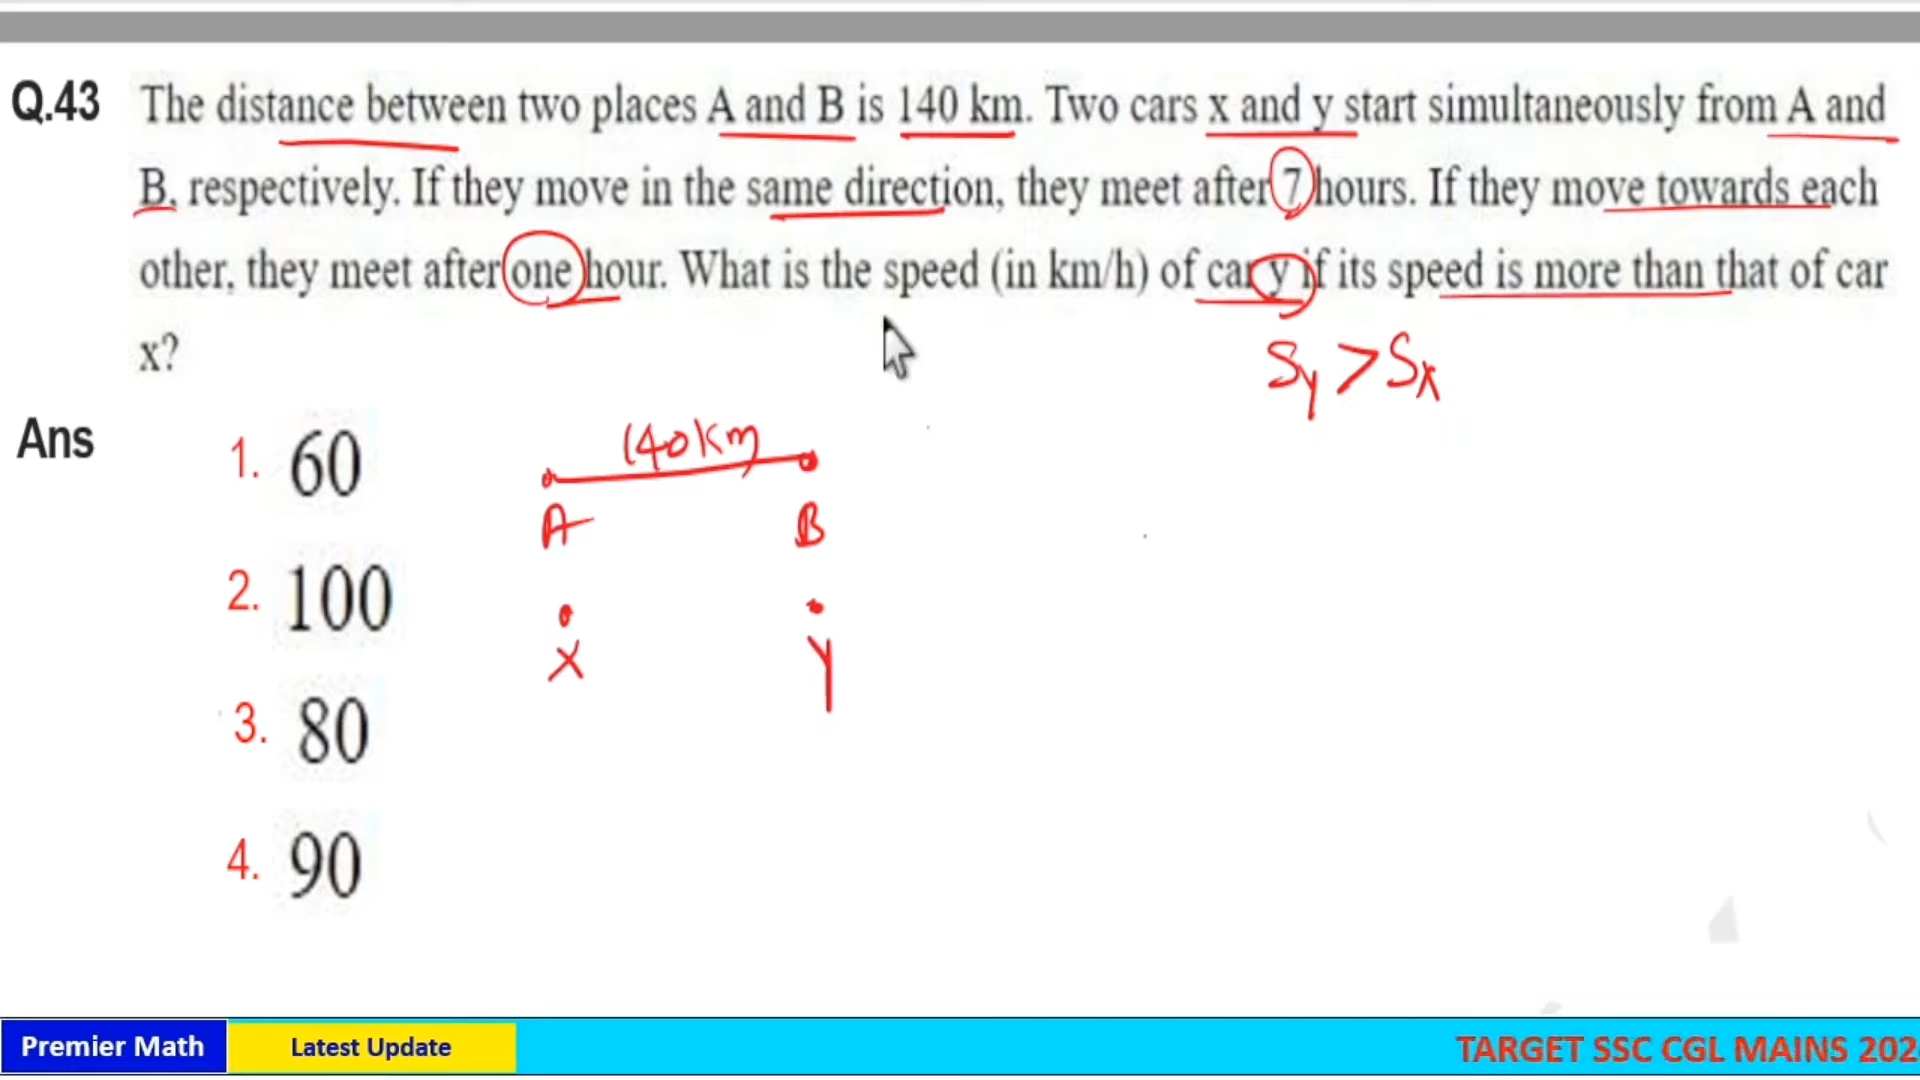 Q.43 The distance between two places A and B is 140 km. Two cars x and y start simultaneously from A and
B, respectively. If they move in the same direction, they meet after 7 hours. If they move towards each
other, they meet after one hour. What is the speed (in km/h) of car y if its speed is more than that of car
x?
Sy > Sx
Ans 1. 60
140 km
A B
2. 100
X Y
3. 80
4. 90
Premier Math Latest Update TARGET SSC CGL MAINS 202